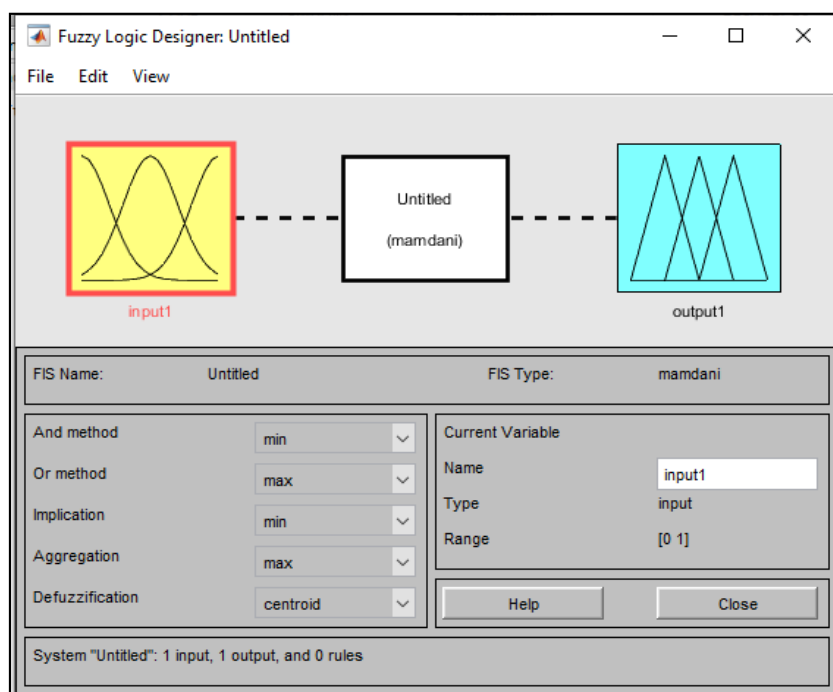 Fuzzy Logic Designer: Untitled
File Edit View
Untitled
(mamdani)
input1
output1
FIS Name: Untitled FIS Type: mamdani
And method min
Or method max
Implication min
Aggregation max
Defuzzification centroid
Current Variable
Name input1
Type input
Range [0 1]
Help Close
System "Untitled": 1 input, 1 output, and 0 rules